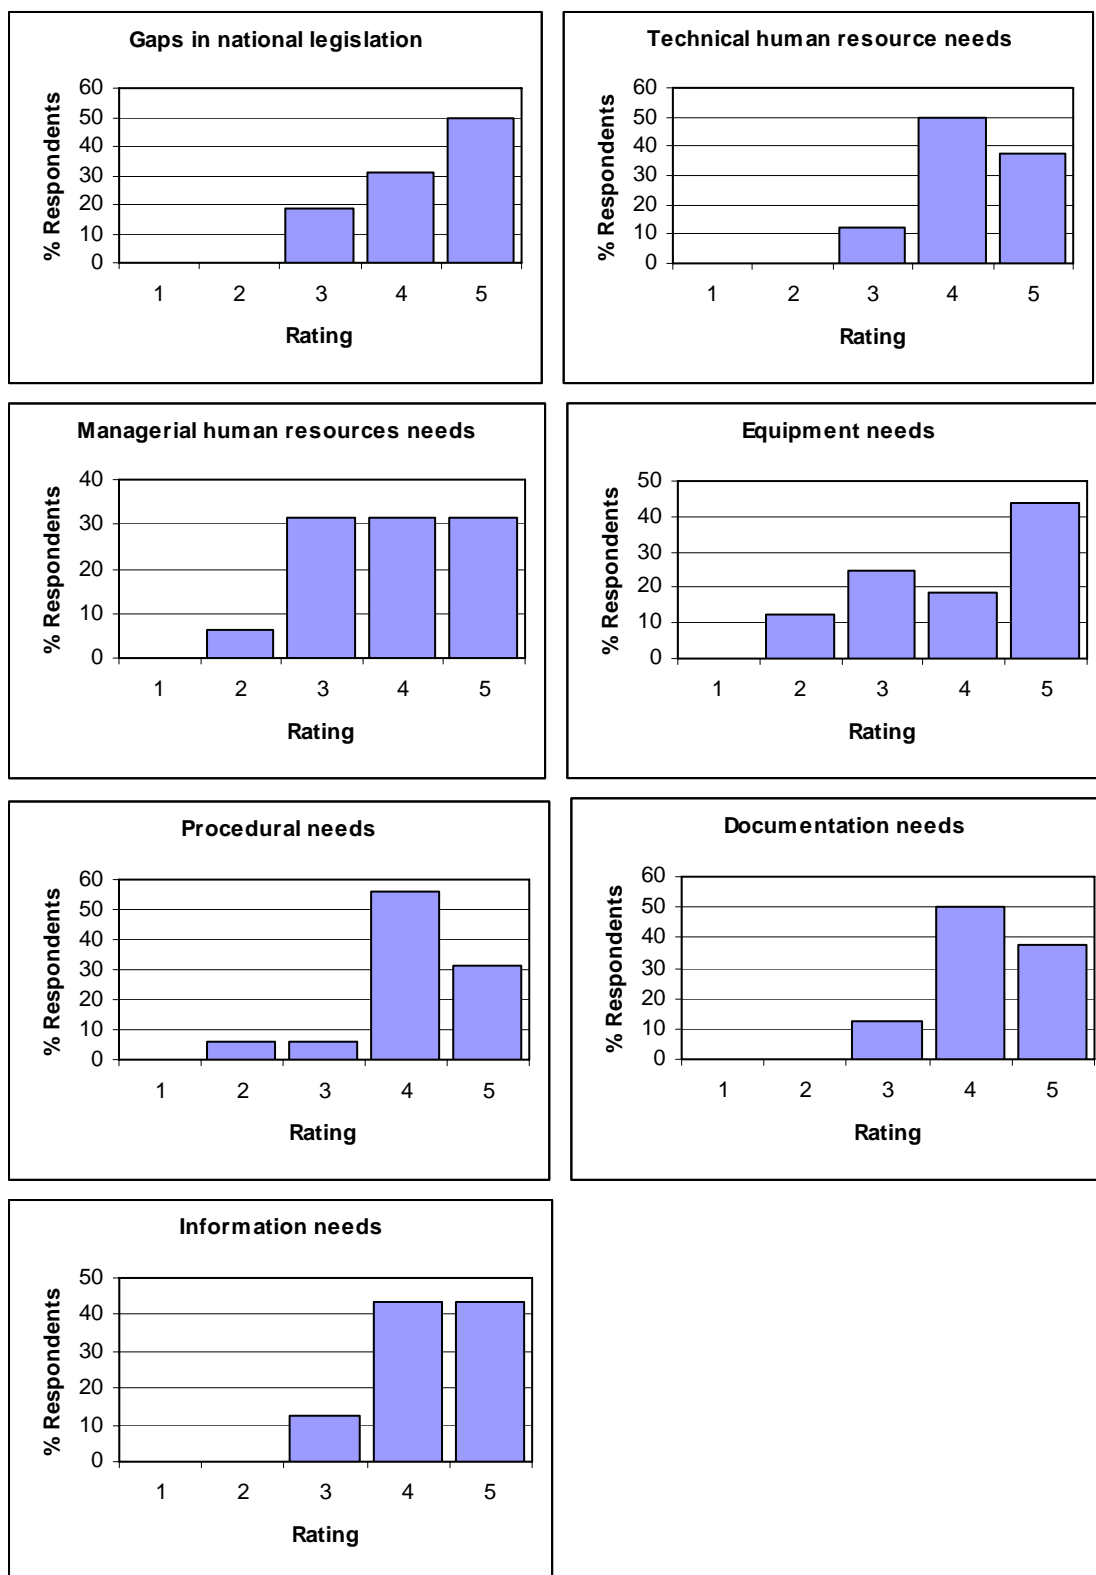 Gaps in national legislation
% Respondents
60
50
40
30
20
10
0
1 2 3 4 5
Rating
Technical human resource needs
% Respondents
60
50
40
30
20
10
0
1 2 3 4 5
Rating
Managerial human resources needs
% Respondents
40
30
20
10
0
1 2 3 4 5
Rating
Equipment needs
% Respondents
50
40
30
20
10
0
1 2 3 4 5
Rating
Procedural needs
% Respondents
60
50
40
30
20
10
0
1 2 3 4 5
Rating
Documentation needs
% Respondents
60
50
40
30
20
10
0
1 2 3 4 5
Rating
Information needs
% Respondents
50
40
30
20
10
0
1 2 3 4 5
Rating